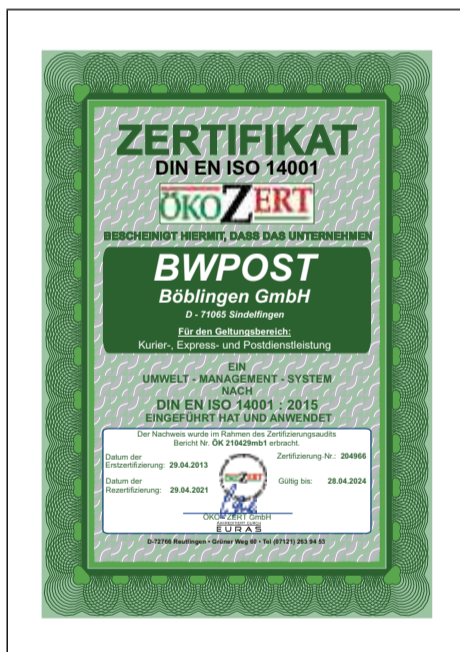 ZERTIFIKAT
DIN EN ISO 14001
ÖKOZERT
BESCHEINIGT HIERMIT, DASS DAS UNTERNEHMEN
BWPOST
Böblingen GmbH
D - 71065 Sindelfingen
Für den Geltungsbereich:
Kurier-, Express- und Postdienstleistung
EIN
UMWELT - MANAGEMENT - SYSTEM
NACH
DIN EN ISO 14001 : 2015
EINGEFÜHRT HAT UND ANWENDET
Der Nachweis wurde im Rahmen des Zertifizierungsaudits
Bericht Nr. ÖK 210429mb1 erbracht.
Datum der
Erstzertifizierung: 29.04.2013
Zertifizierung-Nr.: 204966
Datum der
Rezertifizierung: 29.04.2021
Gültig bis: 28.04.2024
ÖKOZERT
ÖKO - ZERT GmbH
AKKREDITIERT DURCH
EURAS
D-72766 Reutlingen • Grüner Weg 60 • Tel (07121) 263 94 53